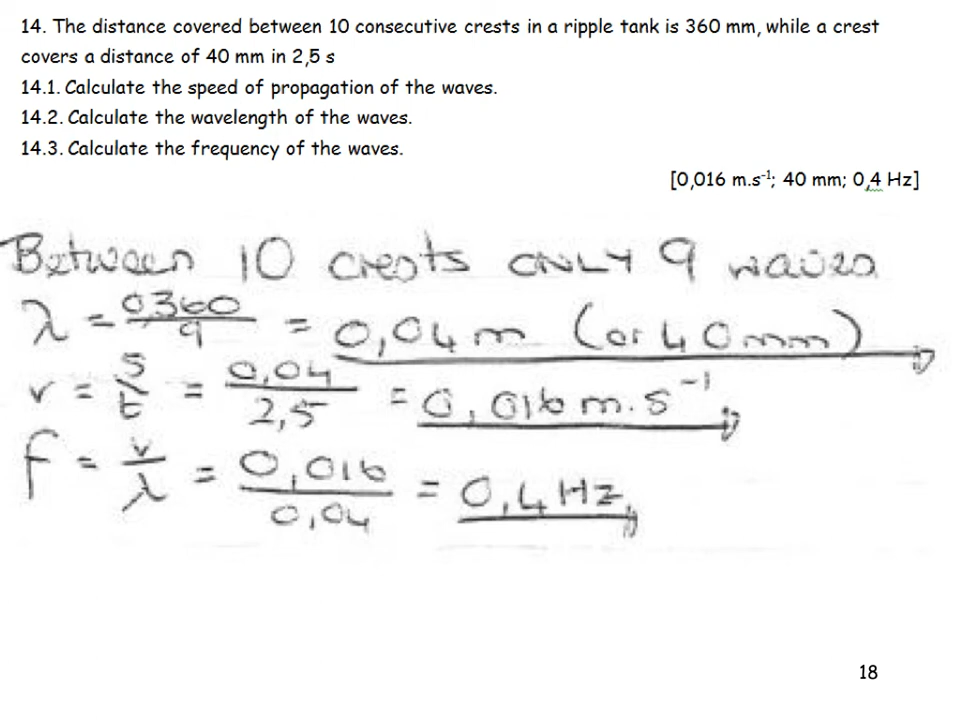 14. The distance covered between 10 consecutive crests in a ripple tank is 360 mm, while a crest
covers a distance of 40 mm in 2,5 s
14.1. Calculate the speed of propagation of the waves.
14.2. Calculate the wavelength of the waves.
14.3. Calculate the frequency of the waves.
[0,016 m.s⁻¹; 40 mm; 0,4 Hz]
Between 10 crests ONLY 9 waves
λ = 0,360/9 = 0,04 m (or 40mm)
v = s/t = 0,04/2,5 = 0,016 m.s⁻¹
f = v/λ = 0,016/0,04 = 0,4 Hz
18